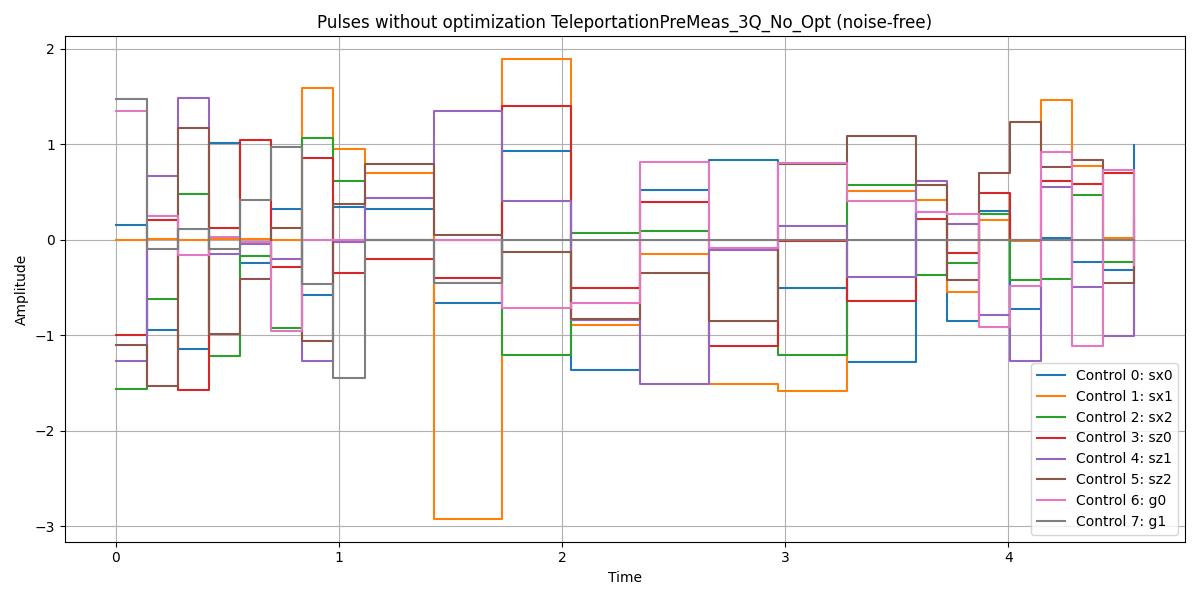 Pulses without optimization TeleportationPreMeas_3Q_No_Opt (noise-free)
2
1
0
−1
−2
−3
Amplitude
0
1
2
3
4
Time
Control 0: sx0
Control 1: sx1
Control 2: sx2
Control 3: sz0
Control 4: sz1
Control 5: sz2
Control 6: g0
Control 7: g1